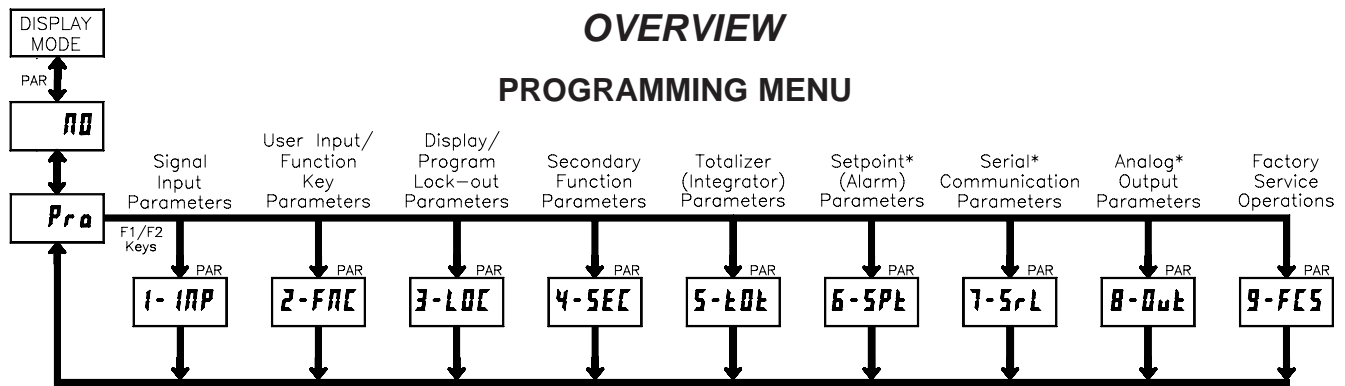 OVERVIEW
PROGRAMMING MENU
DISPLAY
MODE
PAR
NO
Pro
F1/F2
Keys
Signal
Input
Parameters
PAR
1-INP
User Input/
Function
Key
Parameters
PAR
2-FNC
Display/
Program
Lock-out
Parameters
PAR
3-LOC
Secondary
Function
Parameters
PAR
4-SEC
Totalizer
(Integrator)
Parameters
PAR
5-tOt
Setpoint*
(Alarm)
Parameters
PAR
6-SPt
Serial*
Communication
Parameters
PAR
7-SrL
Analog*
Output
Parameters
PAR
8-Out
Factory
Service
Operations
PAR
9-FCS